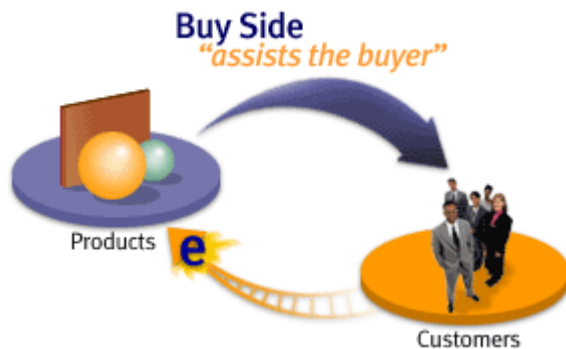 Buy Side
“assists the buyer”
Products
e
Customers